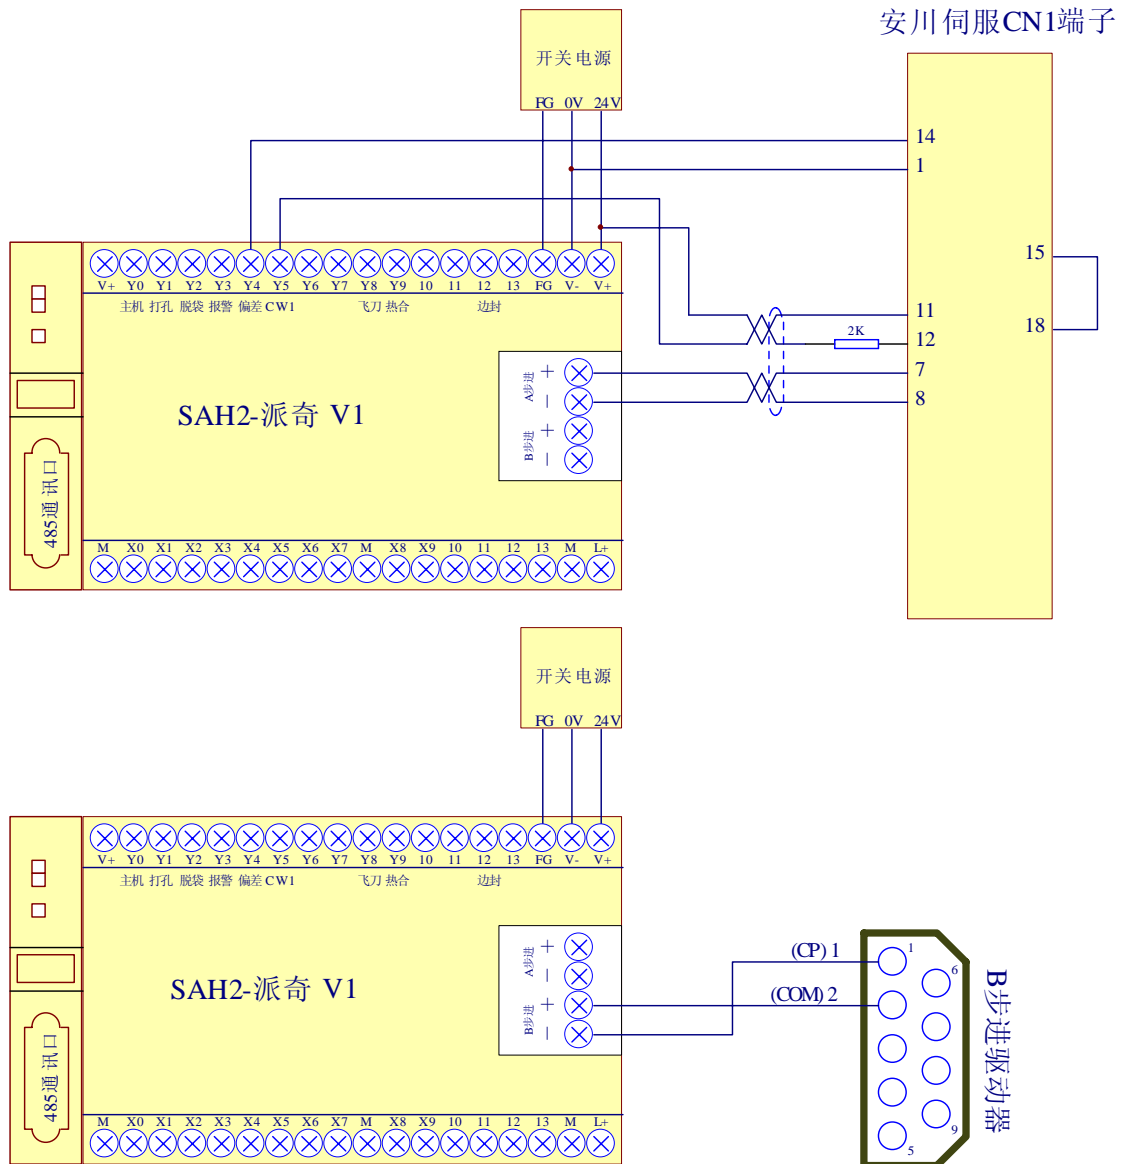 安川伺服CN1端子
开关电源
FG 0V 24V
14
1
15
18
11
12
2K
7
8
V+ Y0 Y1 Y2 Y3 Y4 Y5 Y6 Y7 Y8 Y9 10 11 12 13 FG V- V+
主机 打孔 脱袋 报警 偏差 CW1 飞刀 热合 边封
A步进 + -
B步进 + -
SAH2-派奇 V1
485通讯口
M X0 X1 X2 X3 X4 X5 X6 X7 M X8 X9 10 11 12 13 M L+
开关电源
FG 0V 24V
V+ Y0 Y1 Y2 Y3 Y4 Y5 Y6 Y7 Y8 Y9 10 11 12 13 FG V- V+
主机 打孔 脱袋 报警 偏差 CW1 飞刀 热合 边封
A步进 + -
B步进 + -
SAH2-派奇 V1
485通讯口
M X0 X1 X2 X3 X4 X5 X6 X7 M X8 X9 10 11 12 13 M L+
(CP) 1
(COM) 2
1
6
5
9
B步进驱动器